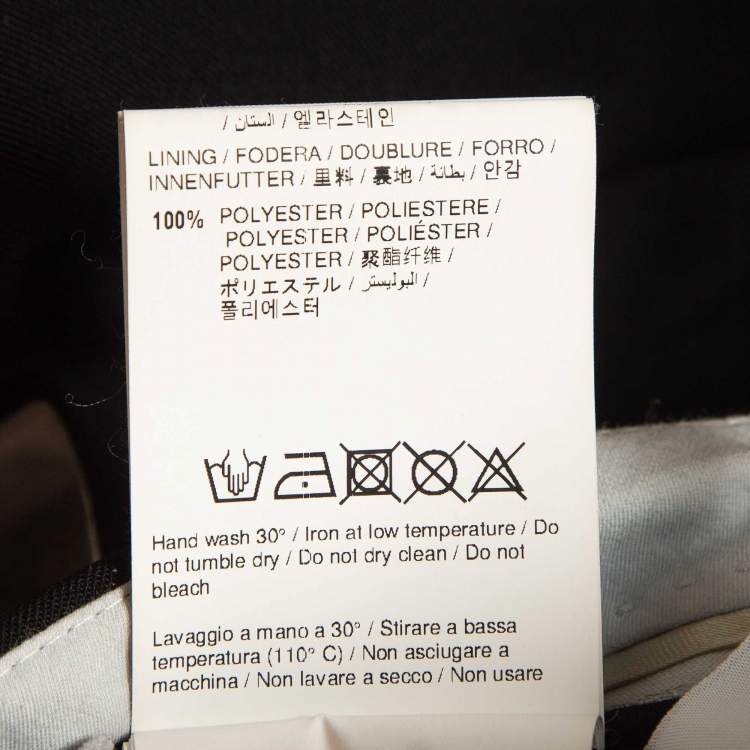 / الستان / 엘라스테인
LINING / FODERA / DOUBLURE / FORRO /
INNENFUTTER / 里料 / 裏地 / بطانة / 안감
100% POLYESTER / POLIESTERE /
POLYESTER / POLIÉSTER /
POLYESTER / 聚酯纤维 /
ポリエステル / البوليستر /
폴리에스터
Hand wash 30° / Iron at low temperature / Do
not tumble dry / Do not dry clean / Do not
bleach
Lavaggio a mano a 30° / Stirare a bassa
temperatura (110° C) / Non asciugare a
macchina / Non lavare a secco / Non usare